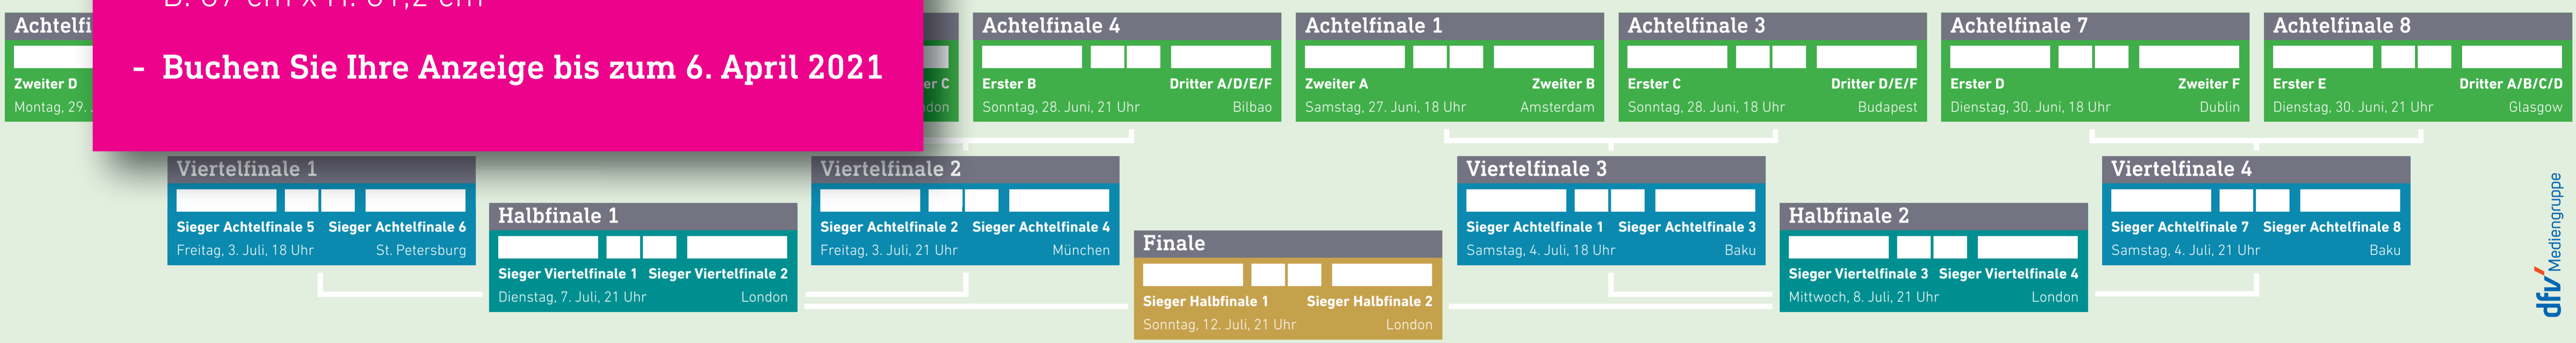 B: 87 cm x H: 61,2 cm
- Buchen Sie Ihre Anzeige bis zum 6. April 2021
Zweiter D
Montag, 29.
Achtelfinale 4
Erster B Dritter A/D/E/F
Sonntag, 28. Juni, 21 Uhr Bilbao
Achtelfinale 1
Zweiter A Zweiter B
Samstag, 27. Juni, 18 Uhr Amsterdam
Achtelfinale 3
Erster C Dritter D/E/F
Sonntag, 28. Juni, 18 Uhr Budapest
Achtelfinale 7
Erster D Zweiter F
Dienstag, 30. Juni, 18 Uhr Dublin
Achtelfinale 8
Erster E Dritter A/B/C/D
Dienstag, 30. Juni, 21 Uhr Glasgow
Viertelfinale 1
Sieger Achtelfinale 5 Sieger Achtelfinale 6
Freitag, 3. Juli, 18 Uhr St. Petersburg
Halbfinale 1
Sieger Viertelfinale 1 Sieger Viertelfinale 2
Dienstag, 7. Juli, 21 Uhr London
Viertelfinale 2
Sieger Achtelfinale 2 Sieger Achtelfinale 4
Freitag, 3. Juli, 21 Uhr München
Finale
Sieger Halbfinale 1 Sieger Halbfinale 2
Sonntag, 12. Juli, 21 Uhr London
Viertelfinale 3
Sieger Achtelfinale 1 Sieger Achtelfinale 3
Samstag, 4. Juli, 18 Uhr Baku
Halbfinale 2
Sieger Viertelfinale 3 Sieger Viertelfinale 4
Mittwoch, 8. Juli, 21 Uhr London
Viertelfinale 4
Sieger Achtelfinale 7 Sieger Achtelfinale 8
Samstag, 4. Juli, 21 Uhr Baku
dfv Mediengruppe